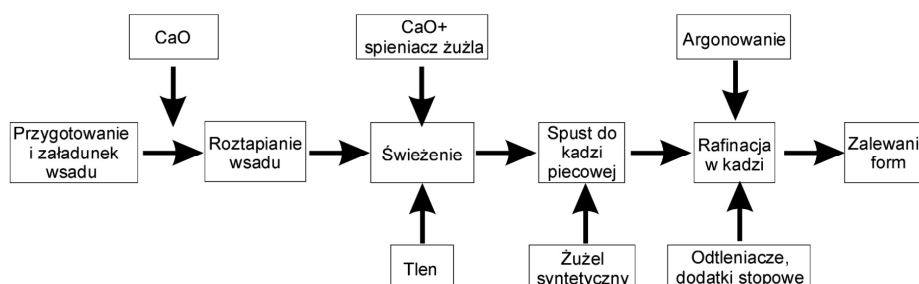 CaO
CaO+
spieniacz żużla
Argonowanie
Przygotowanie
i załadunek
wsadu
Roztapianie
wsadu
Świeżenie
Spust do
kadzi
piecowej
Rafinacja
w kadzi
Zalewani
form
Tlen
Żużel
syntetyczny
Odtleniacze,
dodatki stopowe